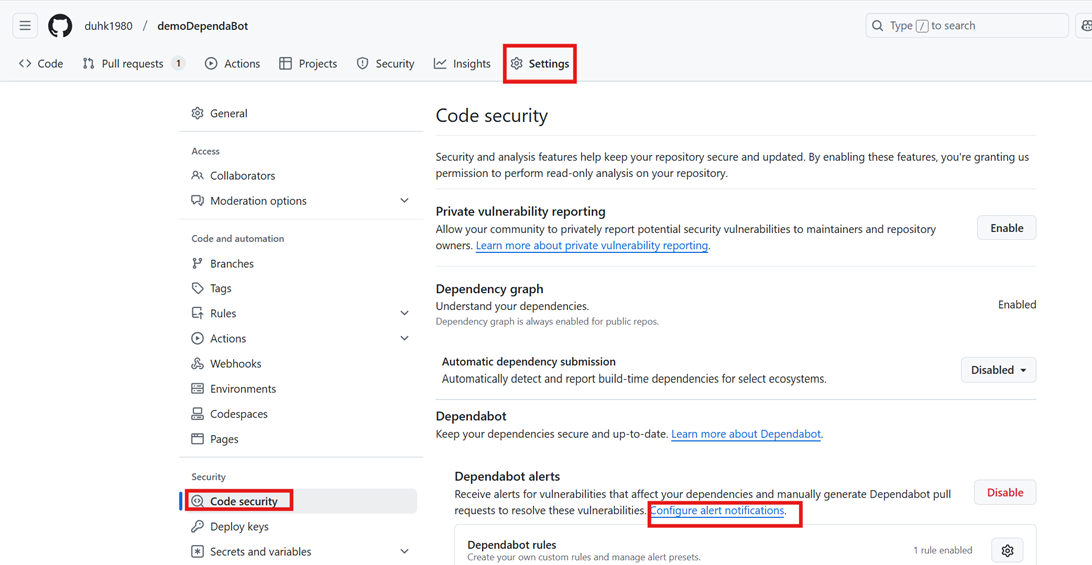 duhk1980 / demoDependaBot
Type / to search
Code Pull requests 1 Actions Projects Security Insights Settings
General
Access
Collaborators
Moderation options
Code and automation
Branches
Tags
Rules
Actions
Webhooks
Environments
Codespaces
Pages
Security
Code security
Deploy keys
Secrets and variables
Code security
Security and analysis features help keep your repository secure and updated. By enabling these features, you're granting us
permission to perform read-only analysis on your repository.
Private vulnerability reporting
Allow your community to privately report potential security vulnerabilities to maintainers and repository
owners. Learn more about private vulnerability reporting.
Enable
Dependency graph
Understand your dependencies.
Dependency graph is always enabled for public repos.
Enabled
Automatic dependency submission
Automatically detect and report build-time dependencies for select ecosystems.
Disabled
Dependabot
Keep your dependencies secure and up-to-date. Learn more about Dependabot.
Dependabot alerts
Receive alerts for vulnerabilities that affect your dependencies and manually generate Dependabot pull
requests to resolve these vulnerabilities. Configure alert notifications.
Disable
Dependabot rules
Create your own custom rules and manage alert presets.
1 rule enabled